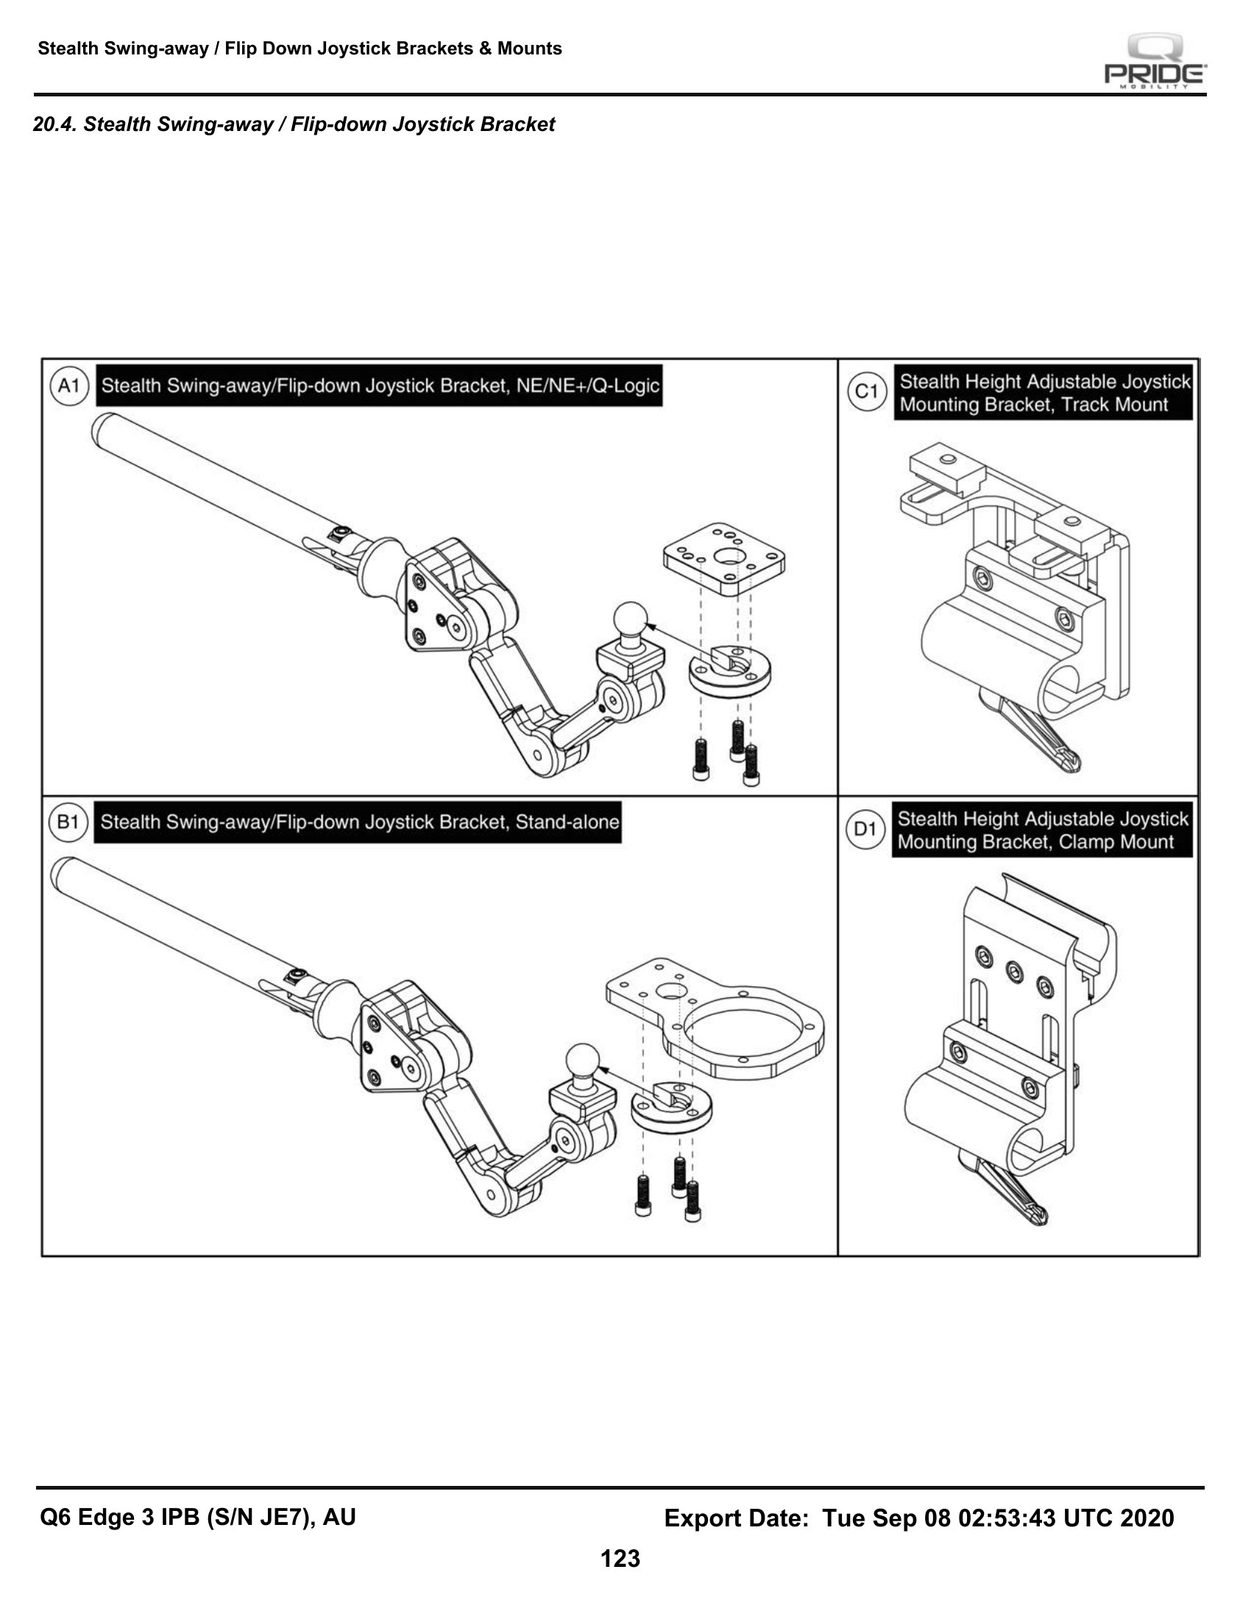 Stealth Swing-away / Flip Down Joystick Brackets & Mounts
Q
PRIDE
MOBILITY
20.4. Stealth Swing-away / Flip-down Joystick Bracket
A1
Stealth Swing-away/Flip-down Joystick Bracket, NE/NE+/Q-Logic
C1
Stealth Height Adjustable Joystick
Mounting Bracket, Track Mount
B1
Stealth Swing-away/Flip-down Joystick Bracket, Stand-alone
D1
Stealth Height Adjustable Joystick
Mounting Bracket, Clamp Mount
Q6 Edge 3 IPB (S/N JE7), AU
Export Date:  Tue Sep 08 02:53:43 UTC 2020
123